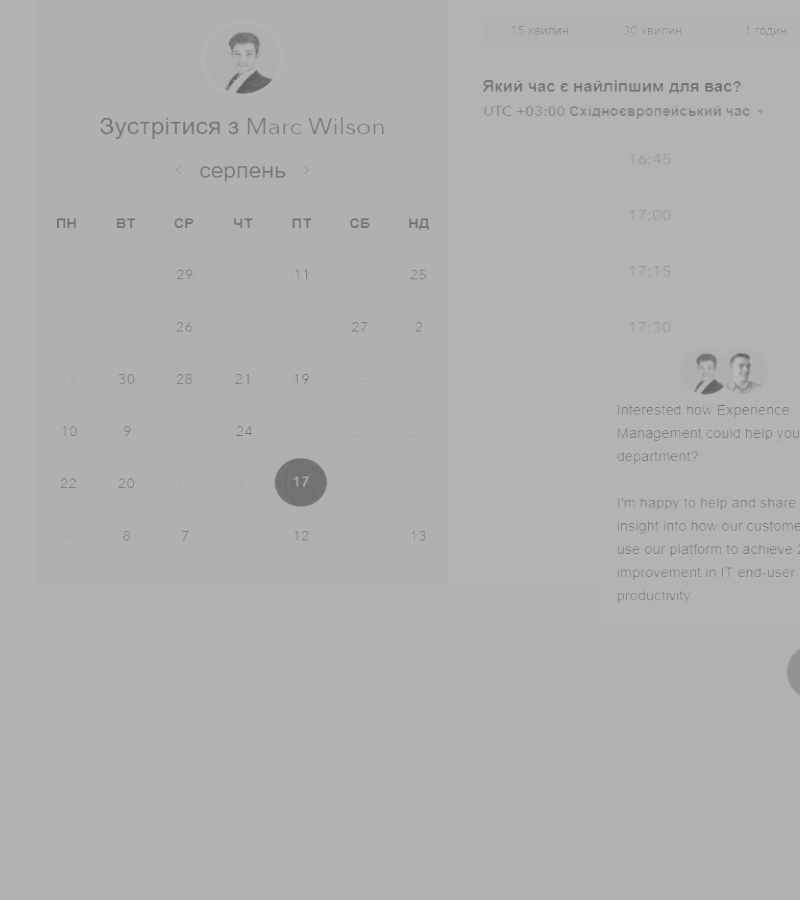 Зустрітися з Marc Wilson
серпень
ПН ВТ СР ЧТ ПТ СБ НД
29 11 25
26 27 2
30 28 21 19
10 9 24
22 20 17
8 7 12 13
15 хвилин 30 хвилин 1 годин
Який час є найліпшим для вас?
UTC +03:00 Східноєвропейський час
16:45
17:00
17:15
17:30
Interested how Experience
Management could help you
department?
I'm happy to help and share
insight into how our custome
use our platform to achieve 2
improvement in IT end-user
productivity